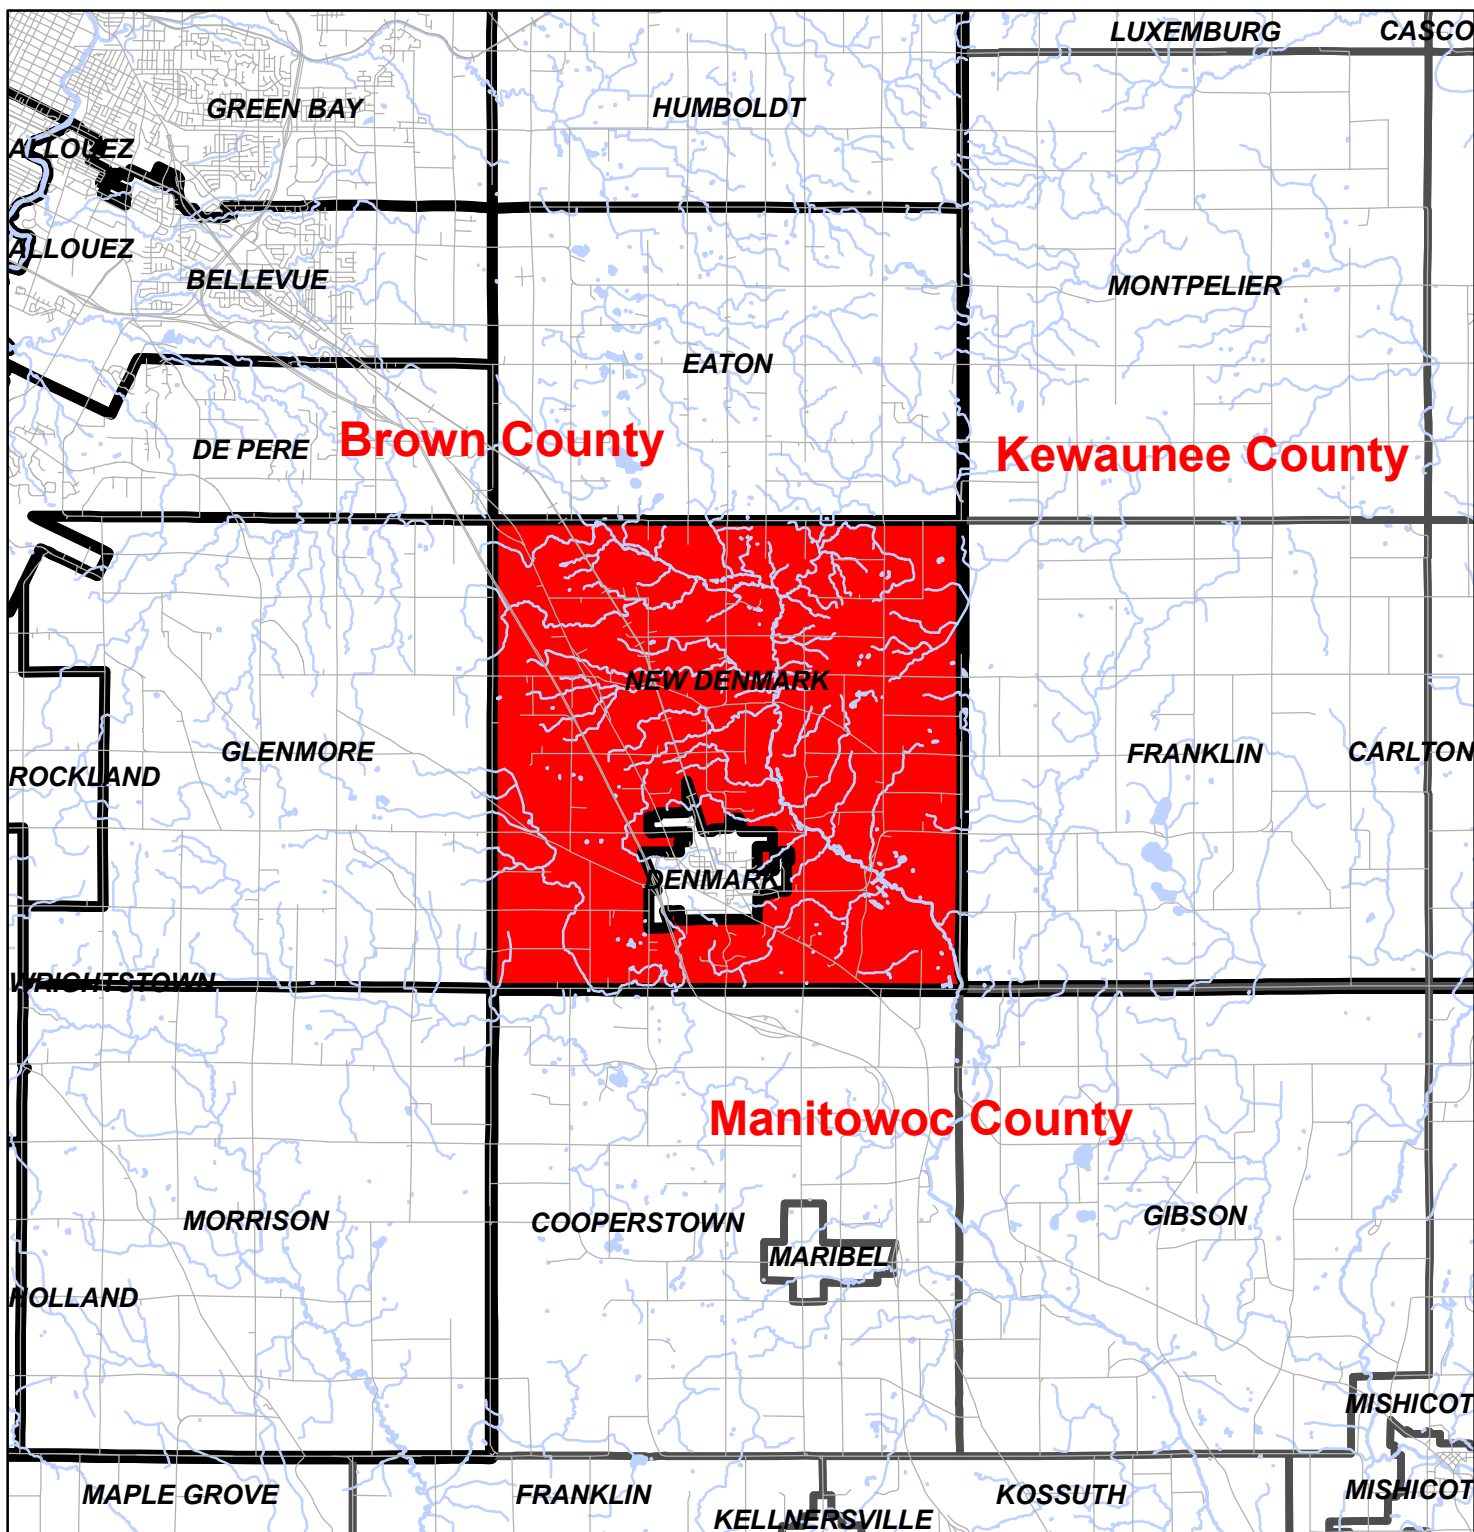 LUXEMBURG
CASCO
GREEN BAY
HUMBOLDT
ALLOUEZ
ALLOUEZ
BELLEVUE
MONTPELIER
EATON
DE PERE
Brown County
Kewaunee County
NEW DENMARK
GLENMORE
FRANKLIN
CARLTON
ROCKLAND
DENMARK
WRIGHTSTOWN
Manitowoc County
MORRISON
COOPERSTOWN
GIBSON
MARIBEL
HOLLAND
MISHICOT
MAPLE GROVE
FRANKLIN
KOSSUTH
MISHICOT
KELLNERSVILLE